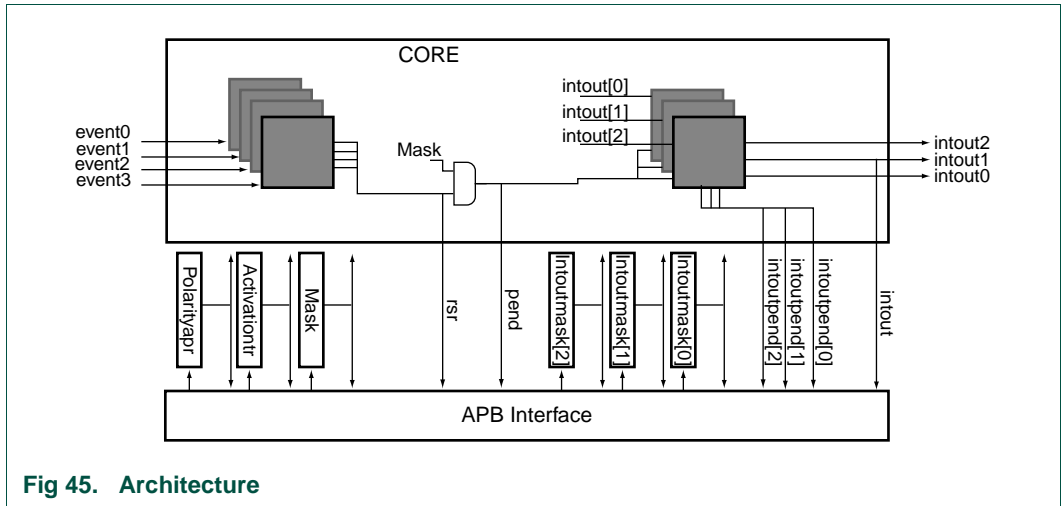 CORE
event0
event1
event2
event3
Mask
intout[0]
intout[1]
intout[2]
intout2
intout1
intout0
Polarityapr
Activationtr
Mask
rsr
pend
Intoutmask[2]
Intoutmask[1]
Intoutmask[0]
intoutpend[2]
intoutpend[1]
intoutpend[0]
intout
APB Interface
Fig 45. Architecture